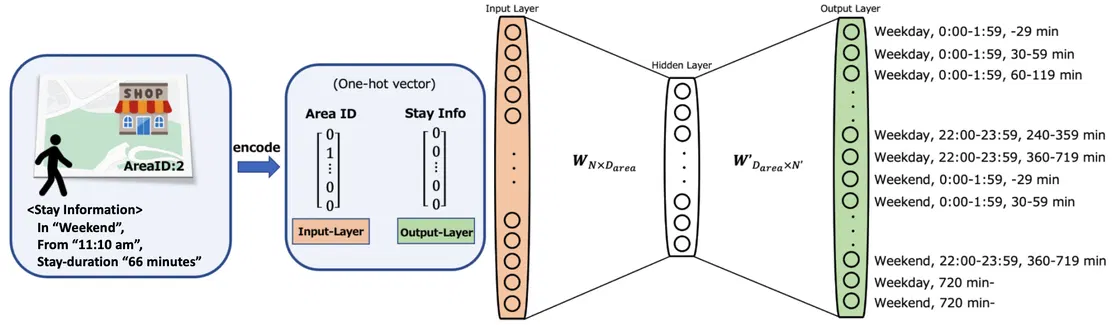 SHOP
AreaID:2
<Stay Information>
In “Weekend”,
From “11:10 am”,
Stay-duration “66 minutes”
encode
(One-hot vector)
Area ID
Stay Info
0
1
⋮
0
0
0
0
⋮
0
0
Input-Layer
Output-Layer
Input Layer
W N×D area
Hidden Layer
W' D area ×N'
Output Layer
Weekday, 0:00-1:59, -29 min
Weekday, 0:00-1:59, 30-59 min
Weekday, 0:00-1:59, 60-119 min
Weekday, 22:00-23:59, 240-359 min
Weekday, 22:00-23:59, 360-719 min
Weekend, 0:00-1:59, -29 min
Weekend, 0:00-1:59, 30-59 min
Weekend, 22:00-23:59, 360-719 min
Weekday, 720 min-
Weekend, 720 min-